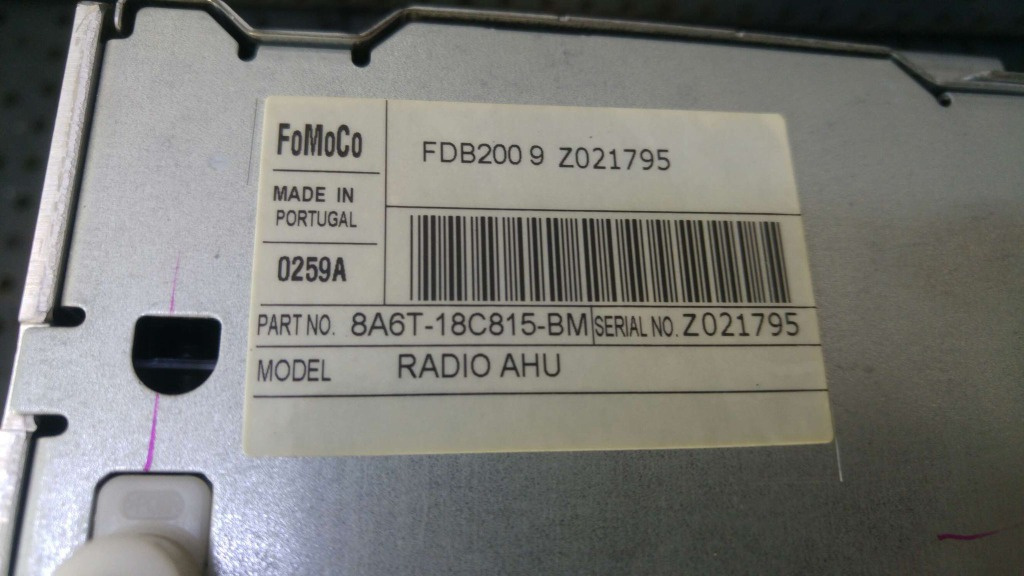 FoMoCo
MADE IN
PORTUGAL
0259A
FDB200 9 Z021795
PART NO. 8A6T-18C815-BM
SERIAL NO. Z021795
MODEL RADIO AHU